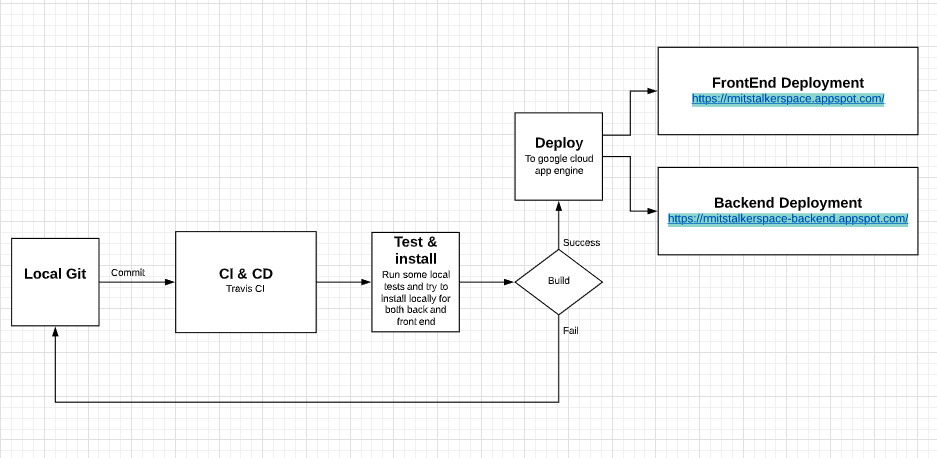 Local Git
Commit
CI & CD
Travis CI
Test &
install
Run some local
tests and try to
install locally for
both back and
front end
Build
Success
Fail
Deploy
To google cloud
app engine
FrontEnd Deployment
https://rmitstalkerspace.appspot.com/
Backend Deployment
https://rmitstalkerspace-backend.appspot.com/